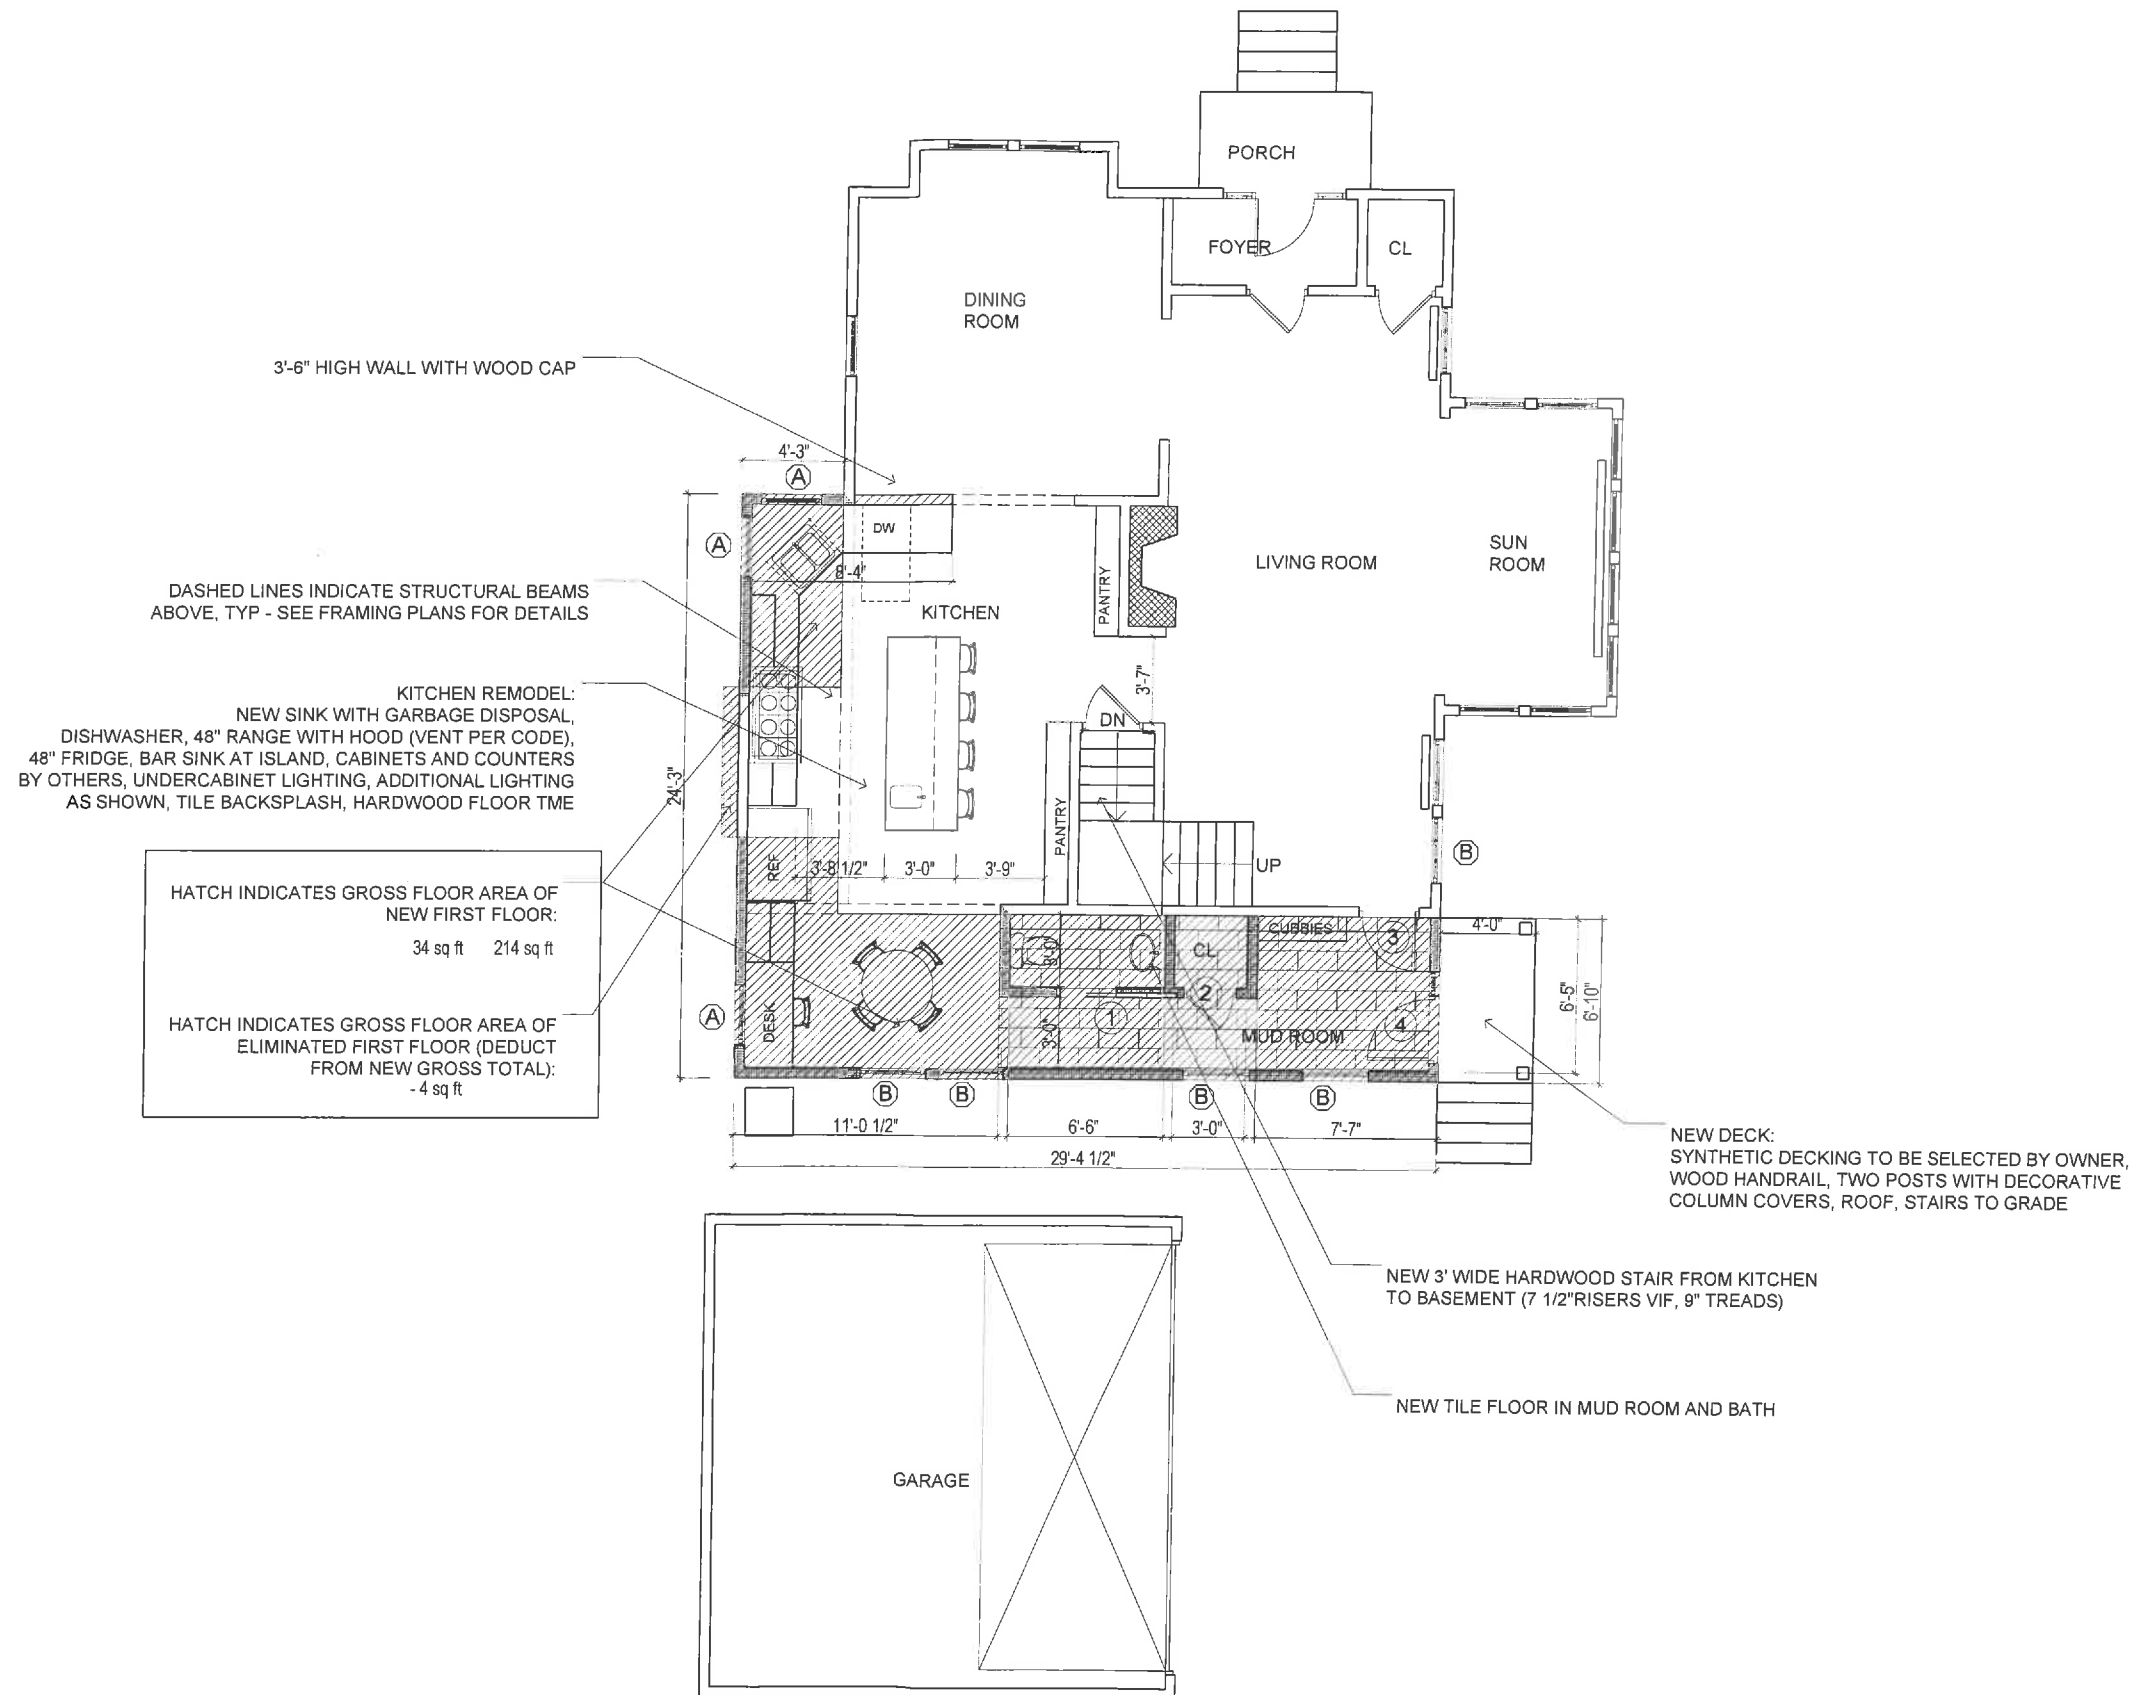 PORCH
FOYER
CL
DINING
ROOM
3'-6" HIGH WALL WITH WOOD CAP
4'-3"
A
DW
A
SUN
ROOM
LIVING ROOM
8'-4"
PANTRY
KITCHEN
DASHED LINES INDICATE STRUCTURAL BEAMS
ABOVE, TYP - SEE FRAMING PLANS FOR DETAILS
3'-7"
DN
KITCHEN REMODEL:
NEW SINK WITH GARBAGE DISPOSAL,
DISHWASHER, 48" RANGE WITH HOOD (VENT PER CODE),
48" FRIDGE, BAR SINK AT ISLAND, CABINETS AND COUNTERS
BY OTHERS, UNDERCABINET LIGHTING, ADDITIONAL LIGHTING
AS SHOWN, TILE BACKSPLASH, HARDWOOD FLOOR TME
24'-3"
PANTRY
B
REF
3'-8 1/2"
3'-0"
3'-9"
UP
HATCH INDICATES GROSS FLOOR AREA OF
NEW FIRST FLOOR:
34 sq ft 214 sq ft
HATCH INDICATES GROSS FLOOR AREA OF
ELIMINATED FIRST FLOOR (DEDUCT
FROM NEW GROSS TOTAL):
- 4 sq ft
CUBBIES
3
4'-0"
3'-0"
CL
2
6'-5"
6'-10"
A
DESK
1
3'-0"
MUD ROOM
4
B
B
B
B
11'-0 1/2"
6'-6"
3'-0"
7'-7"
29'-4 1/2"
NEW DECK:
SYNTHETIC DECKING TO BE SELECTED BY OWNER,
WOOD HANDRAIL, TWO POSTS WITH DECORATIVE
COLUMN COVERS, ROOF, STAIRS TO GRADE
NEW 3' WIDE HARDWOOD STAIR FROM KITCHEN
TO BASEMENT (7 1/2"RISERS VIF, 9" TREADS)
NEW TILE FLOOR IN MUD ROOM AND BATH
GARAGE